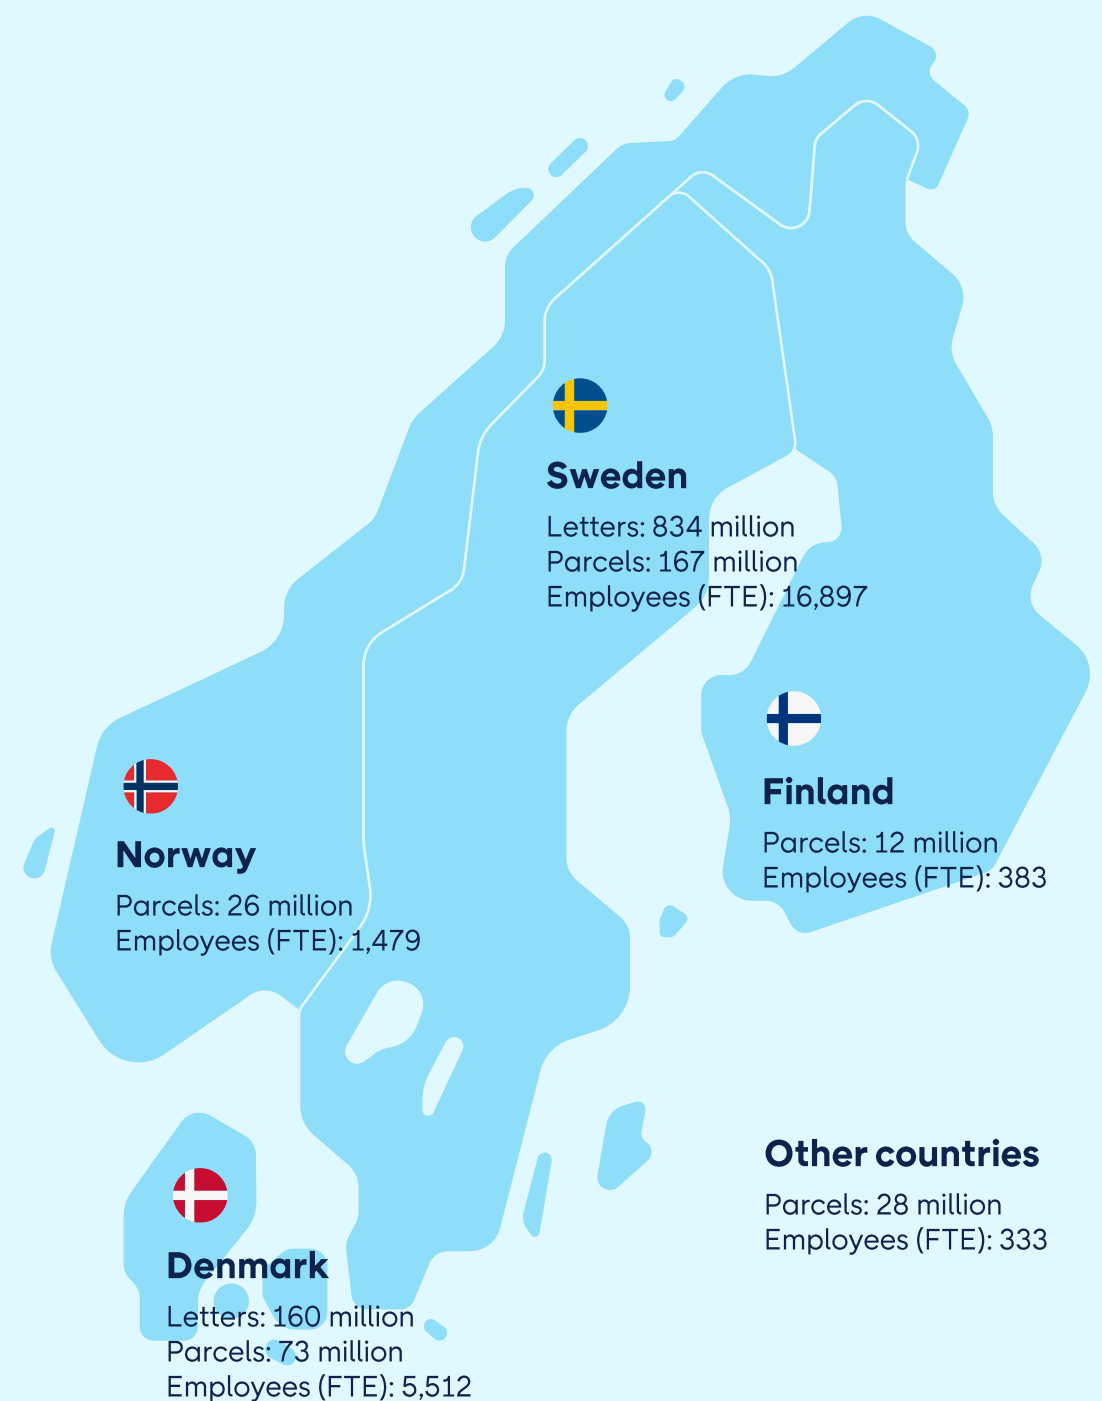 Sweden
Letters: 834 million
Parcels: 167 million
Employees (FTE): 16,897
Finland
Parcels: 12 million
Employees (FTE): 383
Norway
Parcels: 26 million
Employees (FTE): 1,479
Other countries
Parcels: 28 million
Employees (FTE): 333
Denmark
Letters: 160 million
Parcels: 73 million
Employees (FTE): 5,512